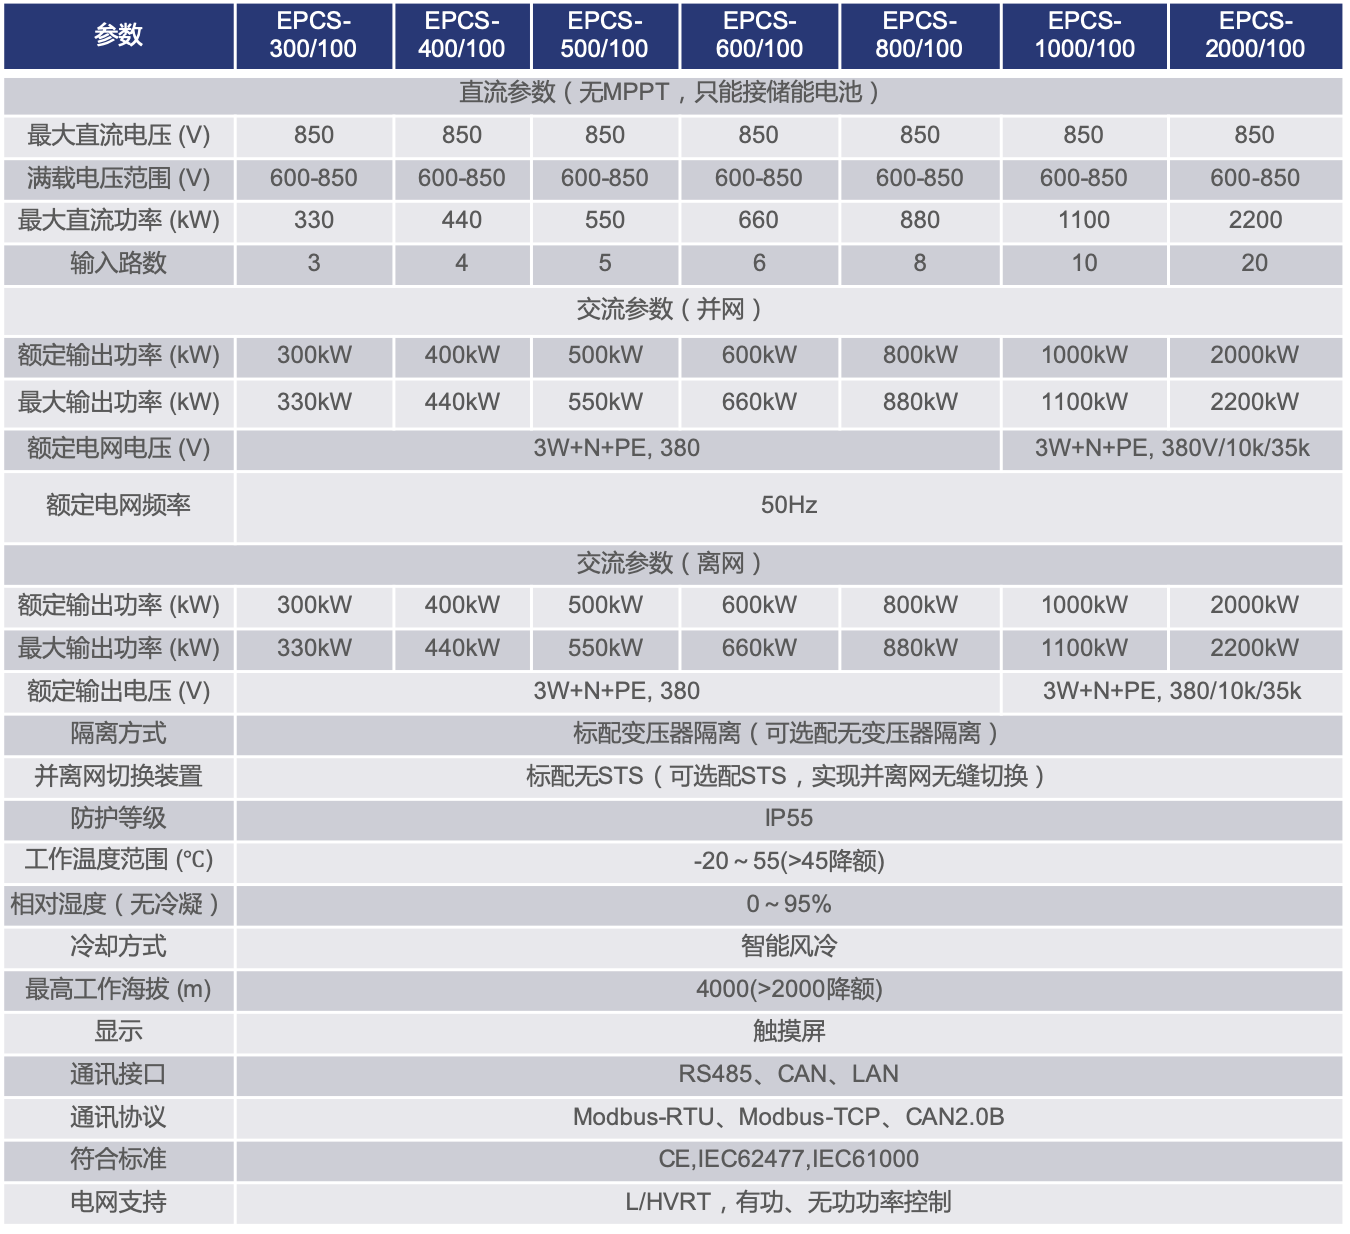 参数 EPCS-300/100 EPCS-400/100 EPCS-500/100 EPCS-600/100 EPCS-800/100 EPCS-1000/100 EPCS-2000/100
直流参数（无MPPT，只能接储能电池）
最大直流电压 (V) 850 850 850 850 850 850 850
满载电压范围 (V) 600-850 600-850 600-850 600-850 600-850 600-850 600-850
最大直流功率 (kW) 330 440 550 660 880 1100 2200
输入路数 3 4 5 6 8 10 20
交流参数（并网）
额定输出功率 (kW) 300kW 400kW 500kW 600kW 800kW 1000kW 2000kW
最大输出功率 (kW) 330kW 440kW 550kW 660kW 880kW 1100kW 2200kW
额定电网电压 (V) 3W+N+PE, 380 3W+N+PE, 380V/10k/35k
额定电网频率 50Hz
交流参数（离网）
额定输出功率 (kW) 300kW 400kW 500kW 600kW 800kW 1000kW 2000kW
最大输出功率 (kW) 330kW 440kW 550kW 660kW 880kW 1100kW 2200kW
额定输出电压 (V) 3W+N+PE, 380 3W+N+PE, 380/10k/35k
隔离方式 标配变压器隔离（可选配无变压器隔离）
并离网切换装置 标配无STS（可选配STS，实现并离网无缝切换）
防护等级 IP55
工作温度范围 (℃) -20～55(>45降额)
相对湿度（无冷凝） 0～95%
冷却方式 智能风冷
最高工作海拔 (m) 4000(>2000降额)
显示 触摸屏
通讯接口 RS485、CAN、LAN
通讯协议 Modbus-RTU、Modbus-TCP、CAN2.0B
符合标准 CE,IEC62477,IEC61000
电网支持 L/HVRT，有功、无功功率控制